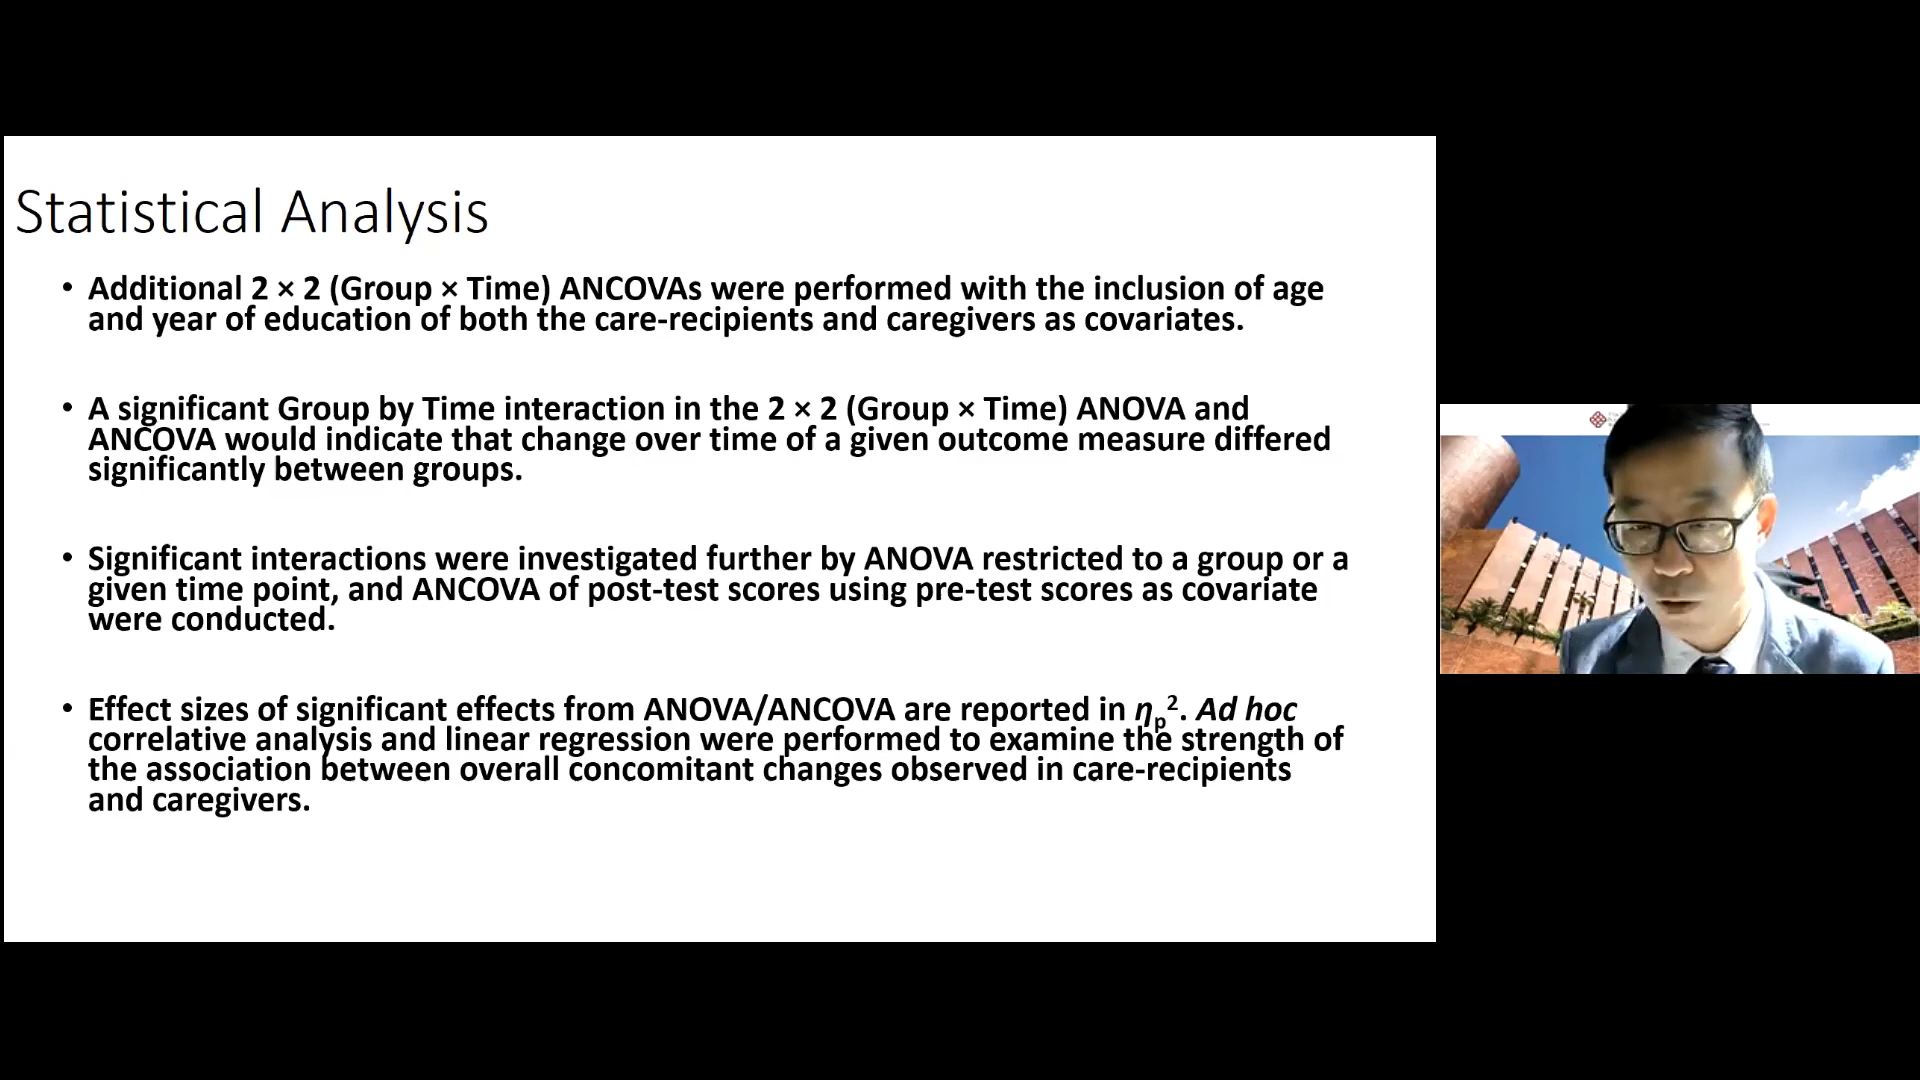 Statistical Analysis
• Additional 2 × 2 (Group × Time) ANCOVAs were performed with the inclusion of age
and year of education of both the care-recipients and caregivers as covariates.
• A significant Group by Time interaction in the 2 × 2 (Group × Time) ANOVA and
ANCOVA would indicate that change over time of a given outcome measure differed
significantly between groups.
• Significant interactions were investigated further by ANOVA restricted to a group or a
given time point, and ANCOVA of post-test scores using pre-test scores as covariate
were conducted.
• Effect sizes of significant effects from ANOVA/ANCOVA are reported in ηp². Ad hoc
correlative analysis and linear regression were performed to examine the strength of
the association between overall concomitant changes observed in care-recipients
and caregivers.